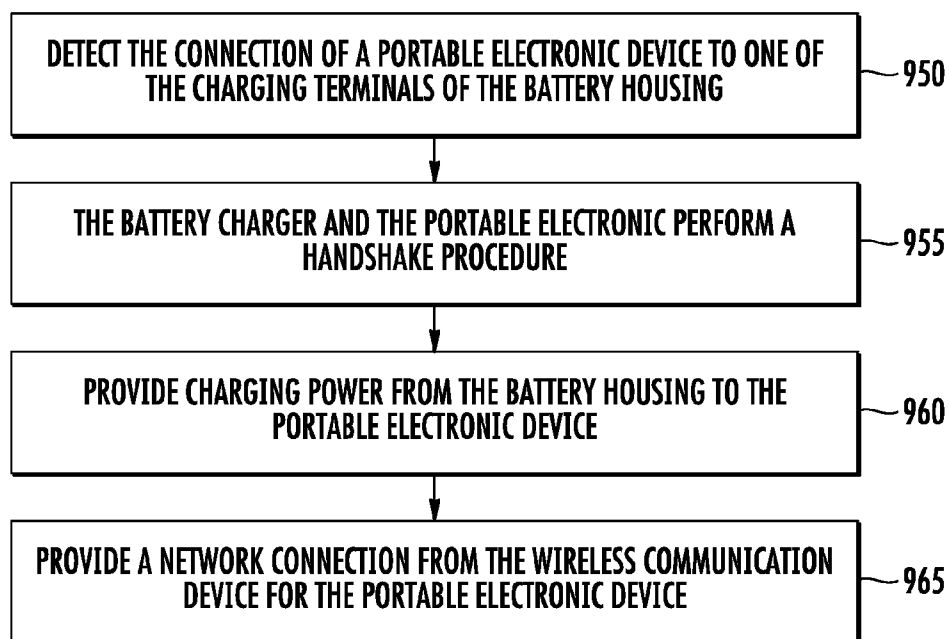 DETECT THE CONNECTION OF A PORTABLE ELECTRONIC DEVICE TO ONE OF
THE CHARGING TERMINALS OF THE BATTERY HOUSING
950
THE BATTERY CHARGER AND THE PORTABLE ELECTRONIC PERFORM A
HANDSHAKE PROCEDURE
955
PROVIDE CHARGING POWER FROM THE BATTERY HOUSING TO THE
PORTABLE ELECTRONIC DEVICE
960
PROVIDE A NETWORK CONNECTION FROM THE WIRELESS COMMUNICATION
DEVICE FOR THE PORTABLE ELECTRONIC DEVICE
965